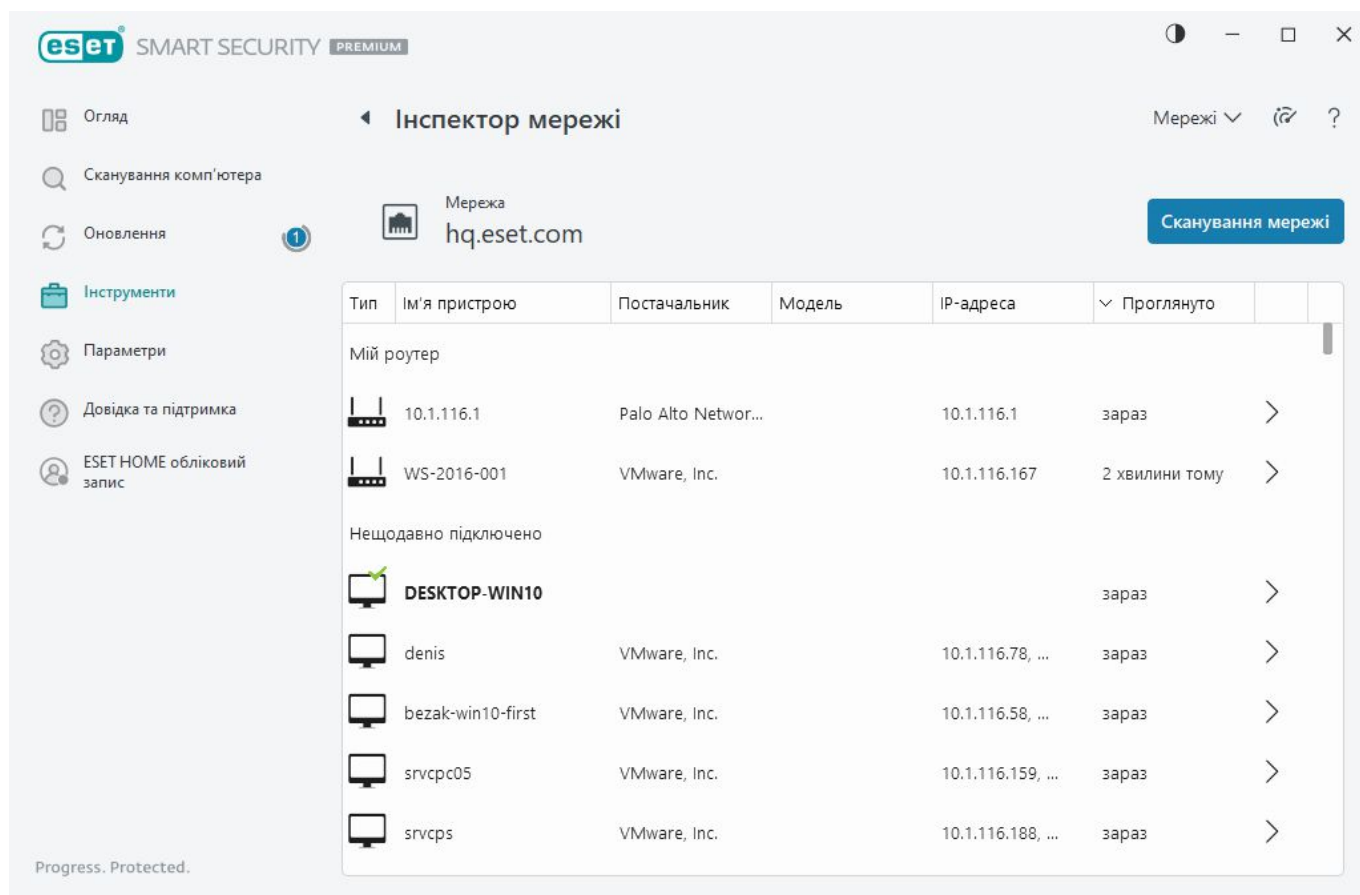 eset® SMART SECURITY PREMIUM
Огляд
Сканування комп'ютера
Оновлення 1
Інструменти
Параметри
Довідка та підтримка
ESET HOME обліковий
запис
Інспектор мережі
Мережі ?
Мережа
hq.eset.com
Сканування мережі
Тип Ім'я пристрою Постачальник Модель IP-адреса Проглянуто
Мій роутер
10.1.116.1 Palo Alto Networ... 10.1.116.1 зараз
WS-2016-001 VMware, Inc. 10.1.116.167 2 хвилини тому
Нещодавно підключено
DESKTOP-WIN10 зараз
denis VMware, Inc. 10.1.116.78, ... зараз
bezak-win10-first VMware, Inc. 10.1.116.58, ... зараз
srvcpc05 VMware, Inc. 10.1.116.159, ... зараз
srvcps VMware, Inc. 10.1.116.188, ... зараз
Progress. Protected.